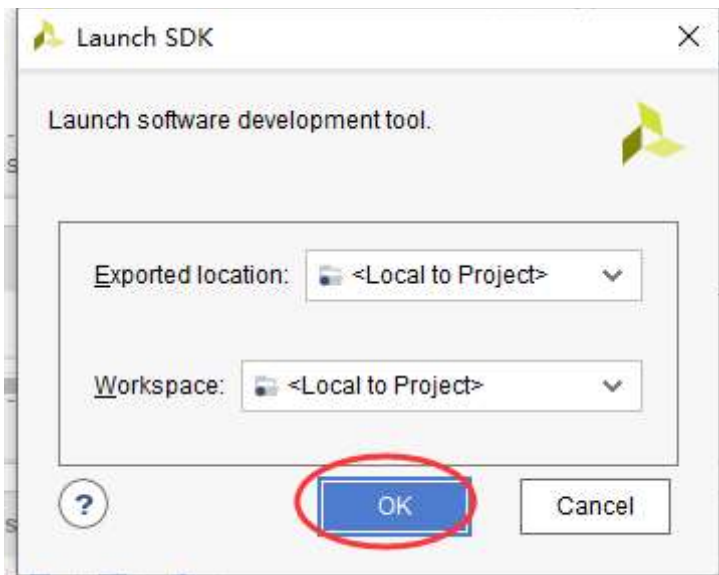 Launch SDK
Launch software development tool.
Exported location: <Local to Project>
Workspace: <Local to Project>
?
OK
Cancel